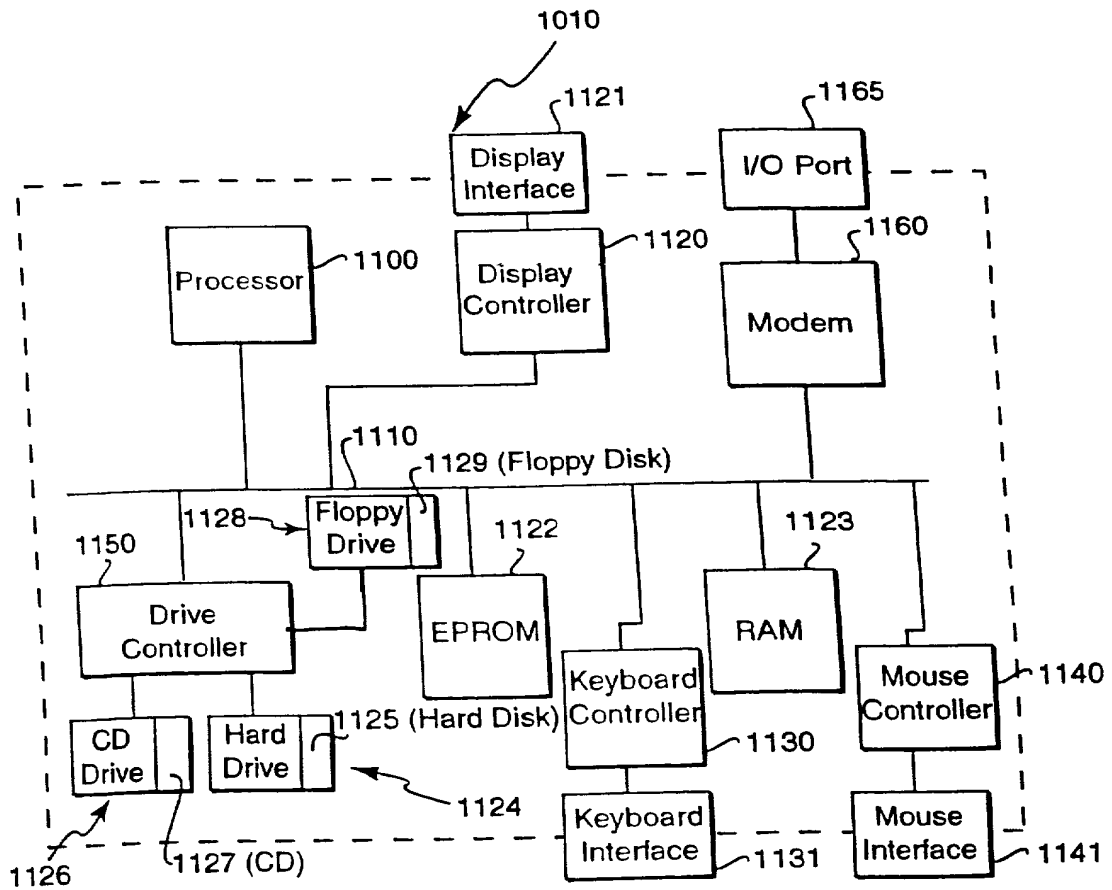 1010
1121
Display
Interface
1165
I/O Port
Processor
1100
1120
Display
Controller
1160
Modem
1110
1129 (Floppy Disk)
1128
Floppy
Drive
1150
Drive
Controller
1122
EPROM
1123
RAM
Keyboard
Controller
1130
Mouse
Controller
1140
CD
Drive
Hard
Drive
1125 (Hard Disk)
1124
1126
1127 (CD)
Keyboard
Interface
1131
Mouse
Interface
1141